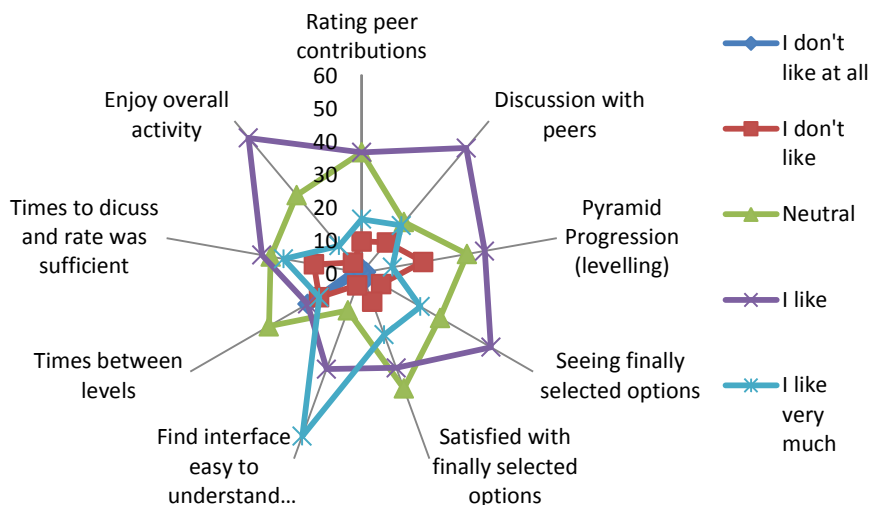 Rating peer
contributions
60
50
40
30
20
10
0
Discussion with
peers
Pyramid
Progression
(levelling)
Seeing finally
selected options
Satisfied with
finally selected
options
Find interface
easy to
understand...
Times between
levels
Times to dicuss
and rate was
sufficient
Enjoy overall
activity
I don't
like at all
I don't
like
Neutral
I like
I like
very
much